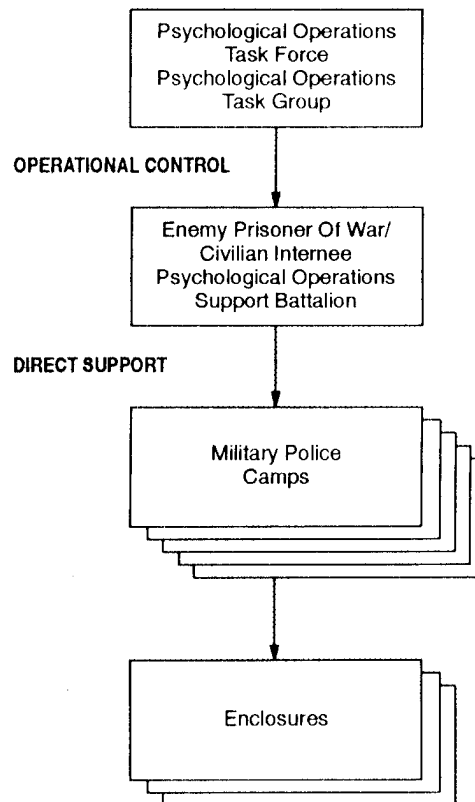 Psychological Operations
Task Force
Psychological Operations
Task Group
OPERATIONAL CONTROL
Enemy Prisoner Of War/
Civilian Internee
Psychological Operations
Support Battalion
DIRECT SUPPORT
Military Police
Camps
Enclosures